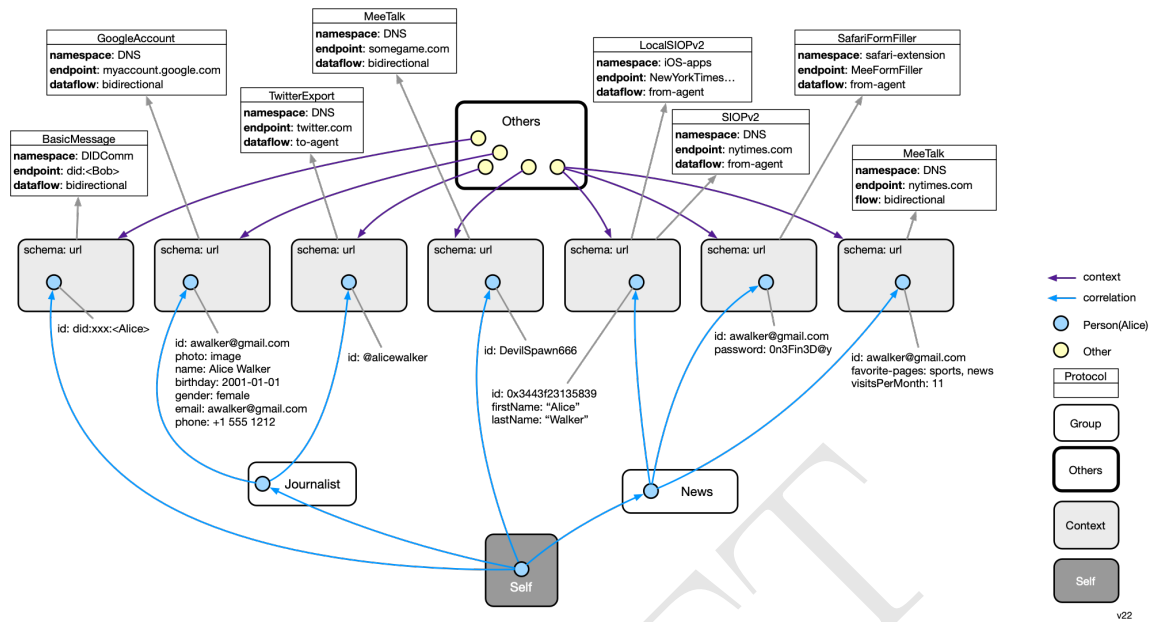 MeeTalk
namespace: DNS
endpoint: somegame.com
dataflow: bidirectional
GoogleAccount
namespace: DNS
endpoint: myaccount.google.com
dataflow: bidirectional
LocalSIOPv2
namespace: iOS-apps
endpoint: NewYorkTimes…
dataflow: from-agent
SafariFormFiller
namespace: safari-extension
endpoint: MeeFormFiller
dataflow: from-agent
TwitterExport
namespace: DNS
endpoint: twitter.com
dataflow: to-agent
Others
SIOPv2
namespace: DNS
endpoint: nytimes.com
dataflow: from-agent
BasicMessage
namespace: DIDComm
endpoint: did:<Bob>
dataflow: bidirectional
MeeTalk
namespace: DNS
endpoint: nytimes.com
flow: bidirectional
schema: url
schema: url
schema: url
schema: url
schema: url
schema: url
schema: url
id: did:xxx:<Alice>
id: awalker@gmail.com
photo: image
name: Alice Walker
birthday: 2001-01-01
gender: female
email: awalker@gmail.com
phone: +1 555 1212
id: @alicewalker
id: DevilSpawn666
id: 0x3443f23135839
firstName: “Alice”
lastName: “Walker”
id: awalker@gmail.com
password: 0n3Fin3D@y
id: awalker@gmail.com
favorite-pages: sports, news
visitsPerMonth: 11
Journalist
News
Self
context
correlation
Person(Alice)
Other
Protocol
Group
Others
Context
Self
v22